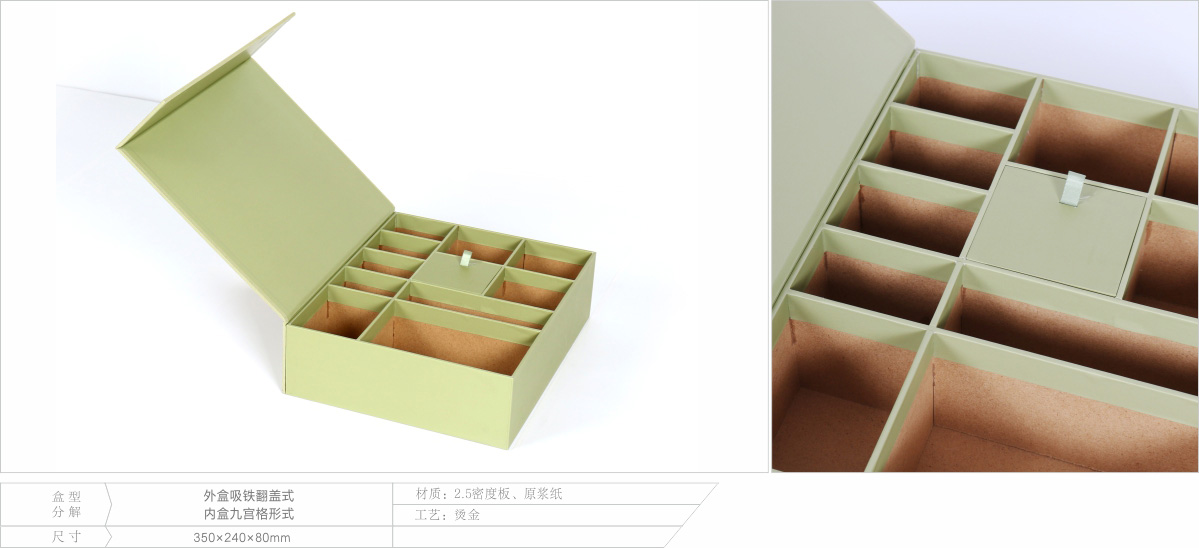 盒型
分解
外盒吸铁翻盖式
内盒九宫格形式
材质：2.5密度板、原浆纸
工艺：烫金
尺寸
350×240×80mm